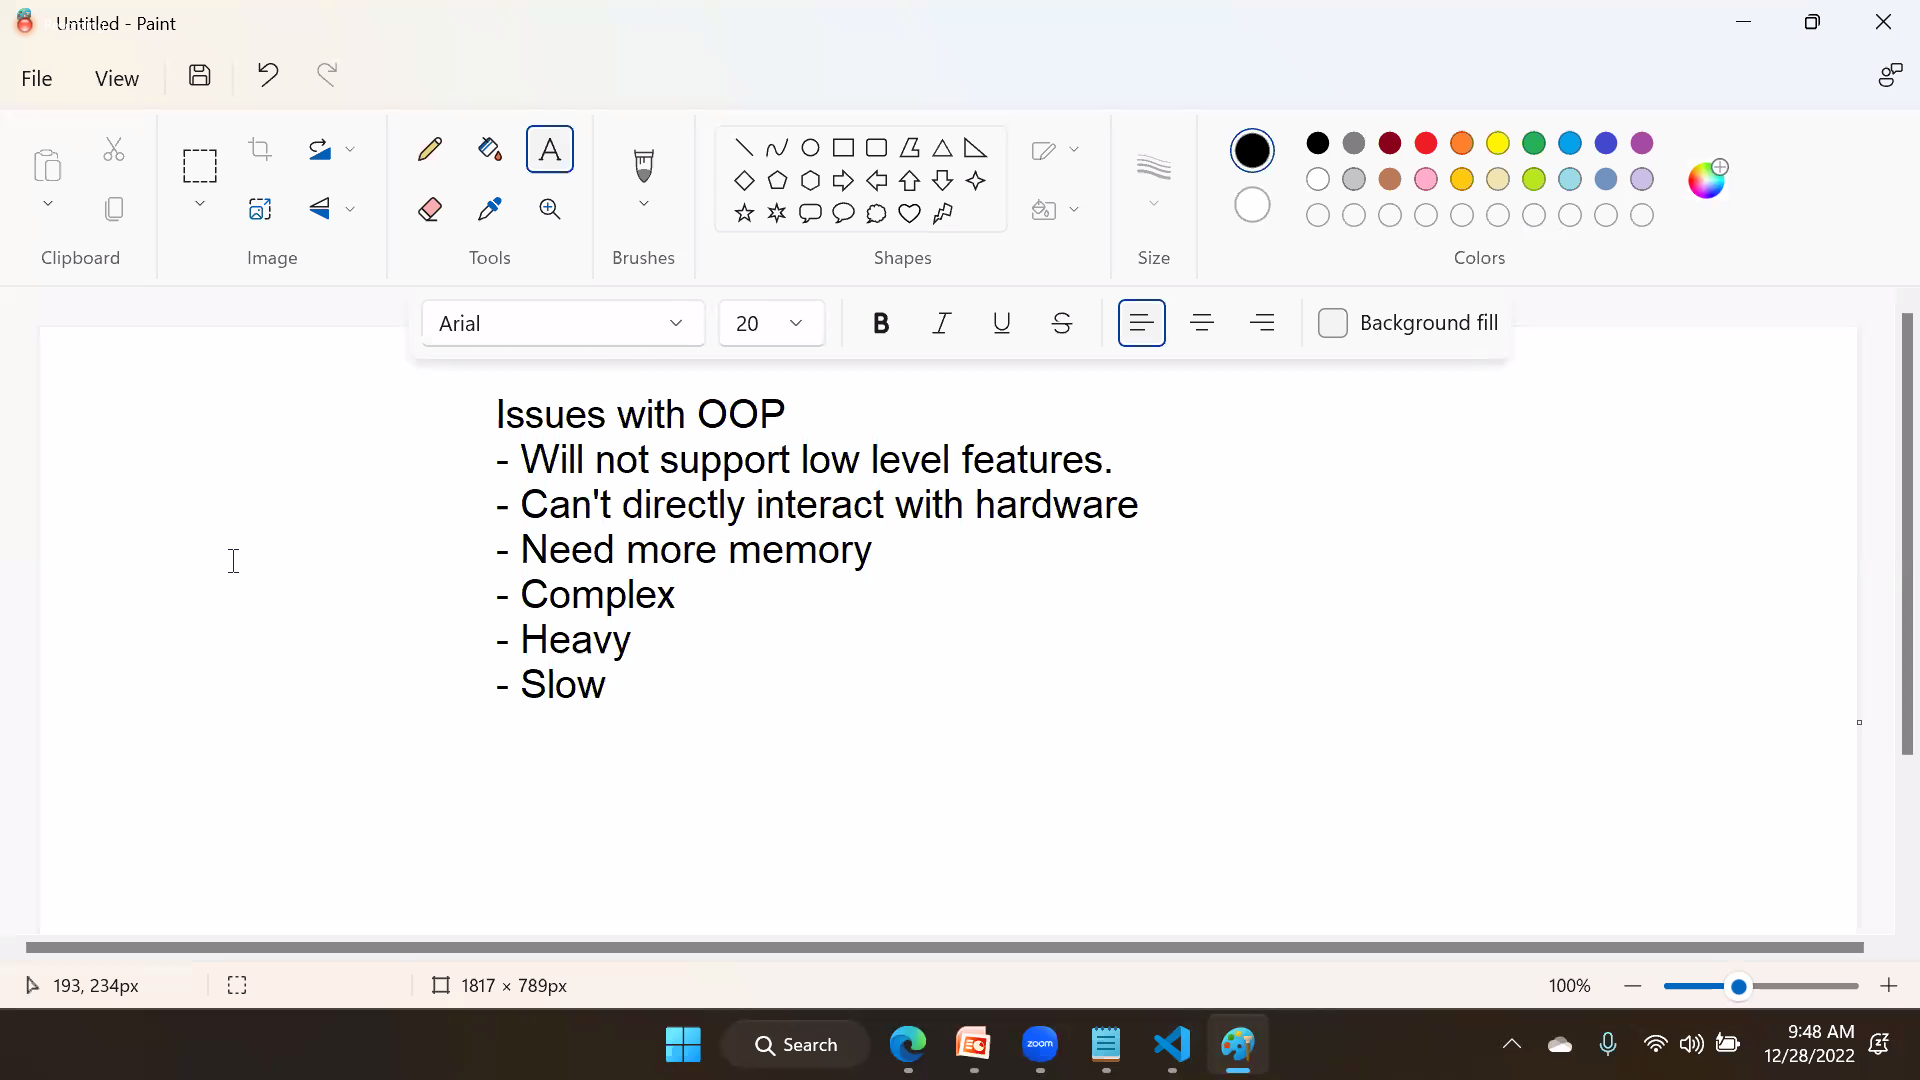 Untitled - Paint
File View
Clipboard Image Tools Brushes Shapes Size Colors
Arial 20 B I U S Background fill
Issues with OOP
- Will not support low level features.
- Can't directly interact with hardware
- Need more memory
- Complex
- Heavy
- Slow
193, 234px 1817 × 789px 100%
Search zoom 9:48 AM
12/28/2022